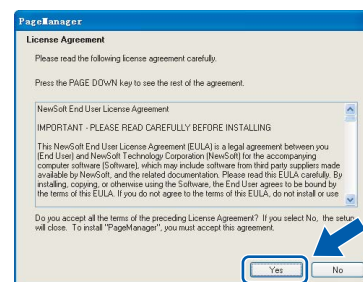 PageManager
License Agreement
Please read the following license agreement carefully.
Press the PAGE DOWN key to see the rest of the agreement.
NewSoft End User License Agreement
IMPORTANT - PLEASE READ CAREFULLY BEFORE INSTALLING
This NewSoft End User License Agreement (EULA) is a legal agreement between you
(End User) and NewSoft Technology Corporation (NewSoft) for the accompanying
computer software (Software), which may include software from third party suppliers made
available by NewSoft, and the related documentation. Please read this EULA carefully. By
installing, copying, or otherwise using the Software, the End User agrees to be bound by
the terms of this EULA. If you do not agree to the terms of this EULA, do not install or use
Do you accept all the terms of the preceding License Agreement? If you select No, the setup
will close. To install "PageManager", you must accept this agreement.
Yes
No